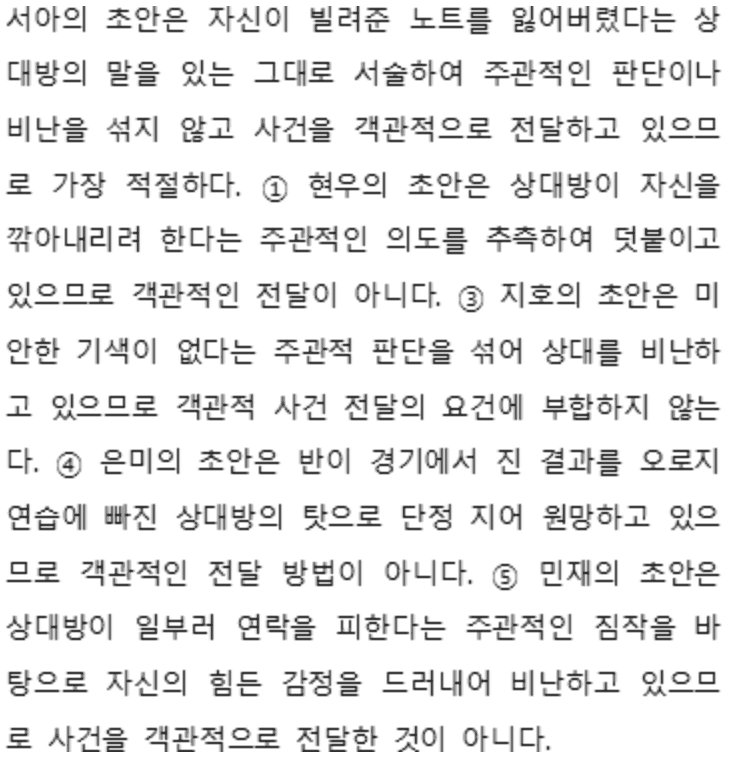 서아의 초안은 자신이 빌려준 노트를 잃어버렸다는 상
대방의 말을 있는 그대로 서술하여 주관적인 판단이나
비난을 섞지 않고 사건을 객관적으로 전달하고 있으므
로 가장 적절하다. ① 현우의 초안은 상대방이 자신을
깎아내리려 한다는 주관적인 의도를 추측하여 덧붙이고
있으므로 객관적인 전달이 아니다. ③ 지호의 초안은 미
안한 기색이 없다는 주관적 판단을 섞어 상대를 비난하
고 있으므로 객관적 사건 전달의 요건에 부합하지 않는
다. ④ 은미의 초안은 반이 경기에서 진 결과를 오로지
연습에 빠진 상대방의 탓으로 단정 지어 원망하고 있으
므로 객관적인 전달 방법이 아니다. ⑤ 민재의 초안은
상대방이 일부러 연락을 피한다는 주관적인 짐작을 바
탕으로 자신의 힘든 감정을 드러내어 비난하고 있으므
로 사건을 객관적으로 전달한 것이 아니다.